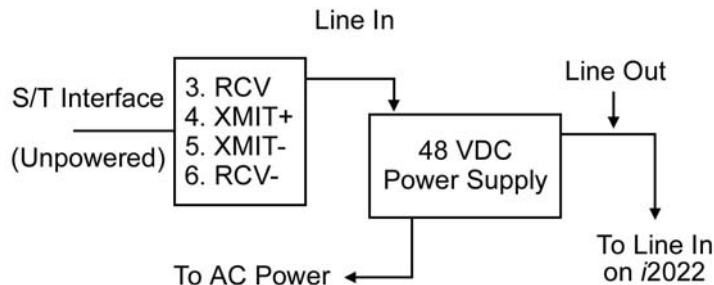 Line In
S/T Interface
(Unpowered)
3. RCV
4. XMIT+
5. XMIT-
6. RCV-
48 VDC
Power Supply
Line Out
To Line In
on i2022
To AC Power